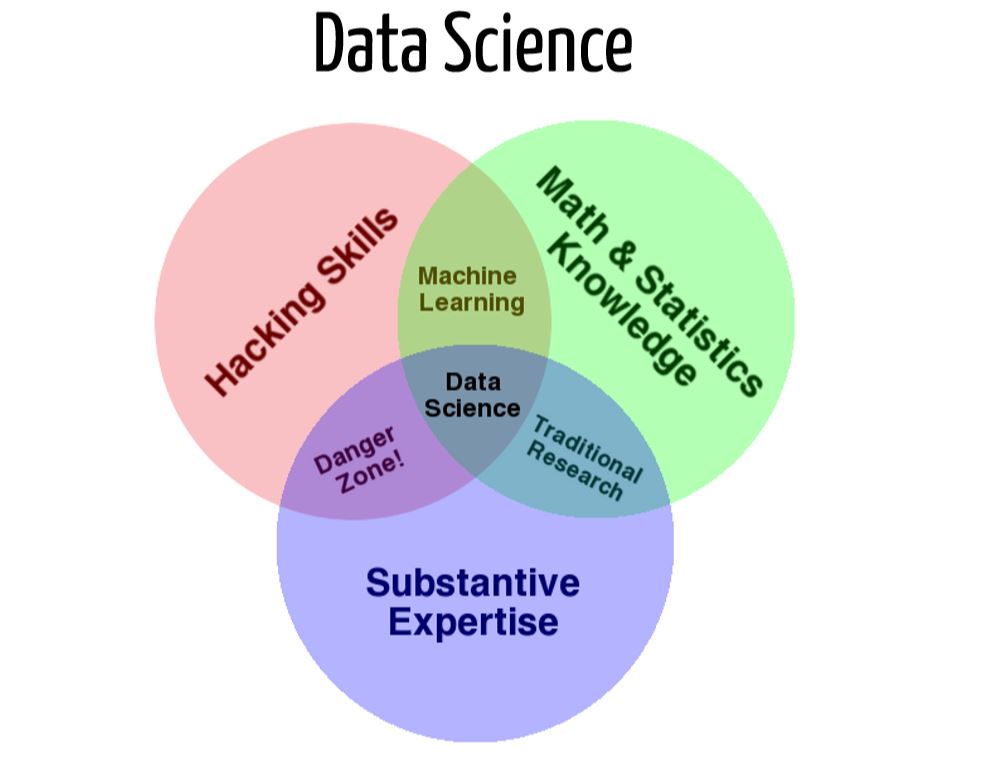 Data Science
Hacking Skills
Math & Statistics
Knowledge
Machine
Learning
Data
Science
Danger
Zone!
Traditional
Research
Substantive
Expertise